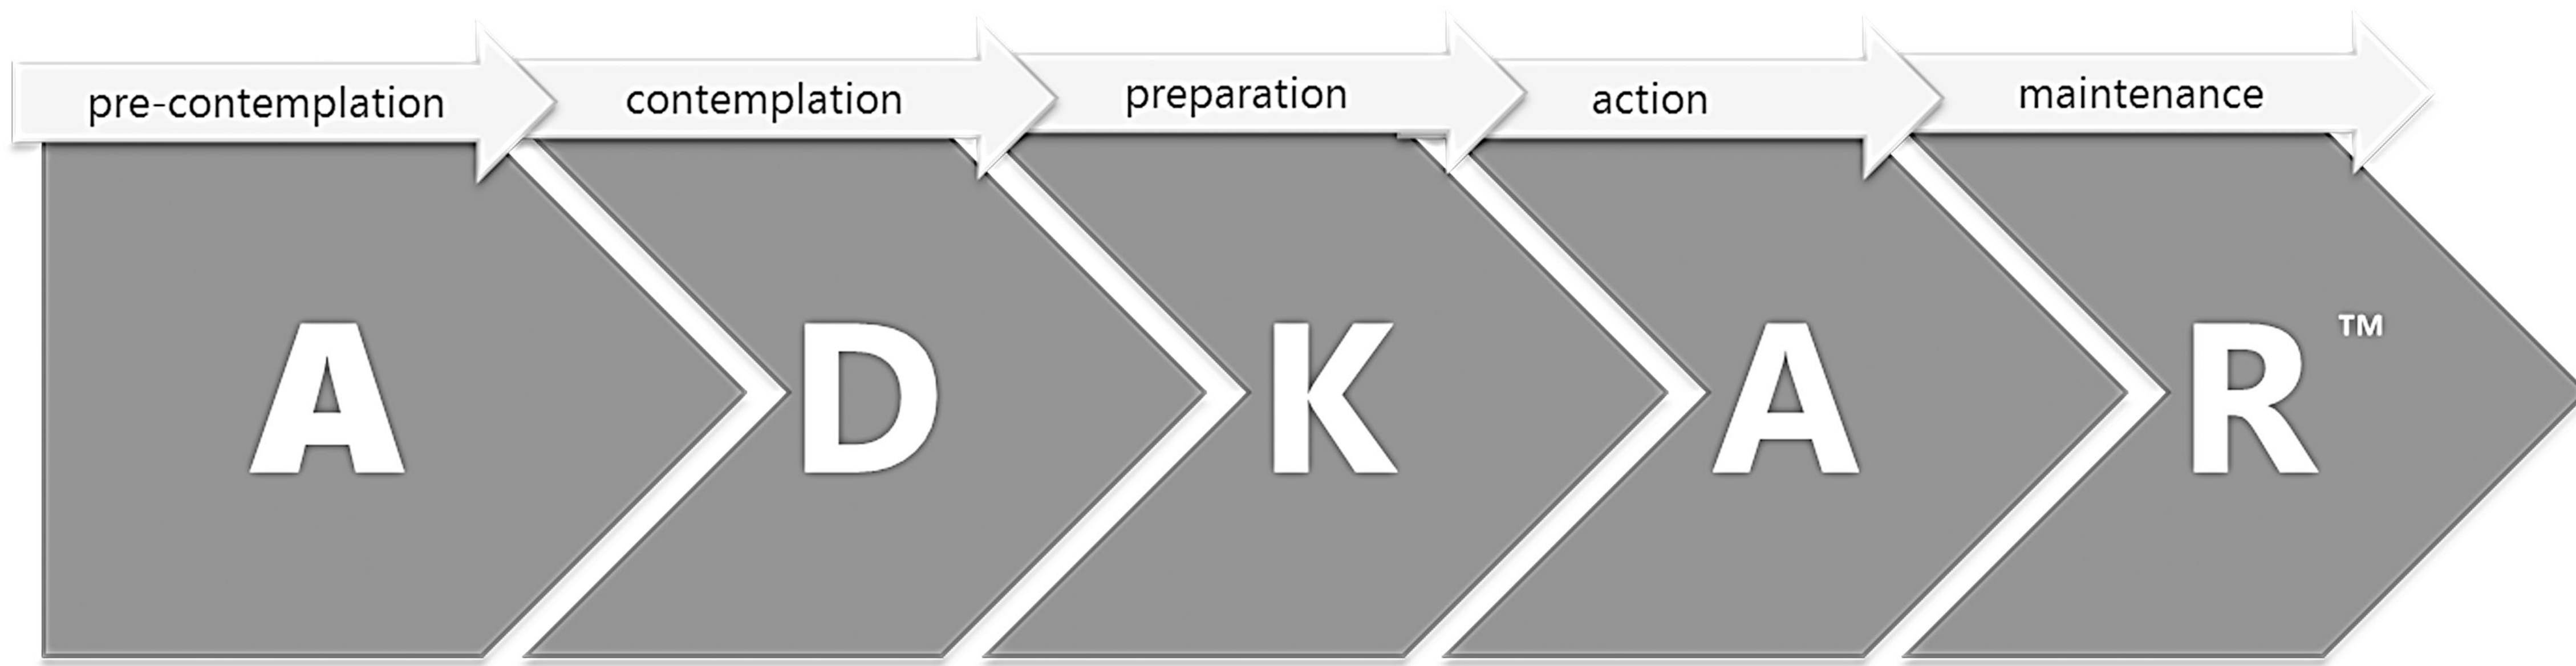 pre-contemplation contemplation preparation action maintenance
A D K A R ™